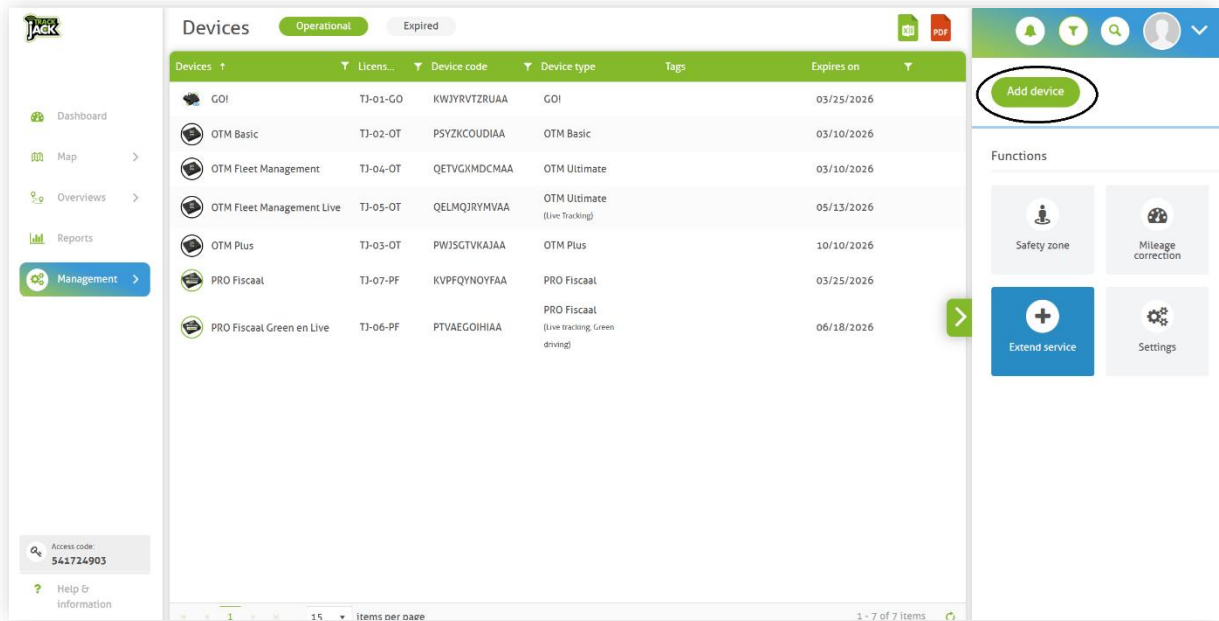 TRACK
JACK
Dashboard
Map
Overviews
Reports
Management
Access code:
541724903
Help &
information
Devices
Operational
Expired
PDF
Devices ↑ Licens... Device code Device type Tags Expires on
GO! TJ-01-GO KWJYRVTZRUAA GO! 03/25/2026
OTM Basic TJ-02-OT PSYZKCOUDIAA OTM Basic 03/10/2026
OTM Fleet Management TJ-04-OT QETVGXMDCMAA OTM Ultimate 03/10/2026
OTM Fleet Management Live TJ-05-OT QELMQJRYMVAA OTM Ultimate 05/13/2026
(Live Tracking)
OTM Plus TJ-03-OT PWJSGTVKAJAA OTM Plus 10/10/2026
PRO Fiscaal TJ-07-PF KVPFQYNOYFAA PRO Fiscaal 03/25/2026
PRO Fiscaal
PRO Fiscaal Green en Live TJ-06-PF PTVAEGOIHIAA (Live tracking, Green 06/18/2026
driving)
1 15 items per page 1 - 7 of 7 items
Add device
Functions
Safety zone
Mileage
correction
Extend service
Settings